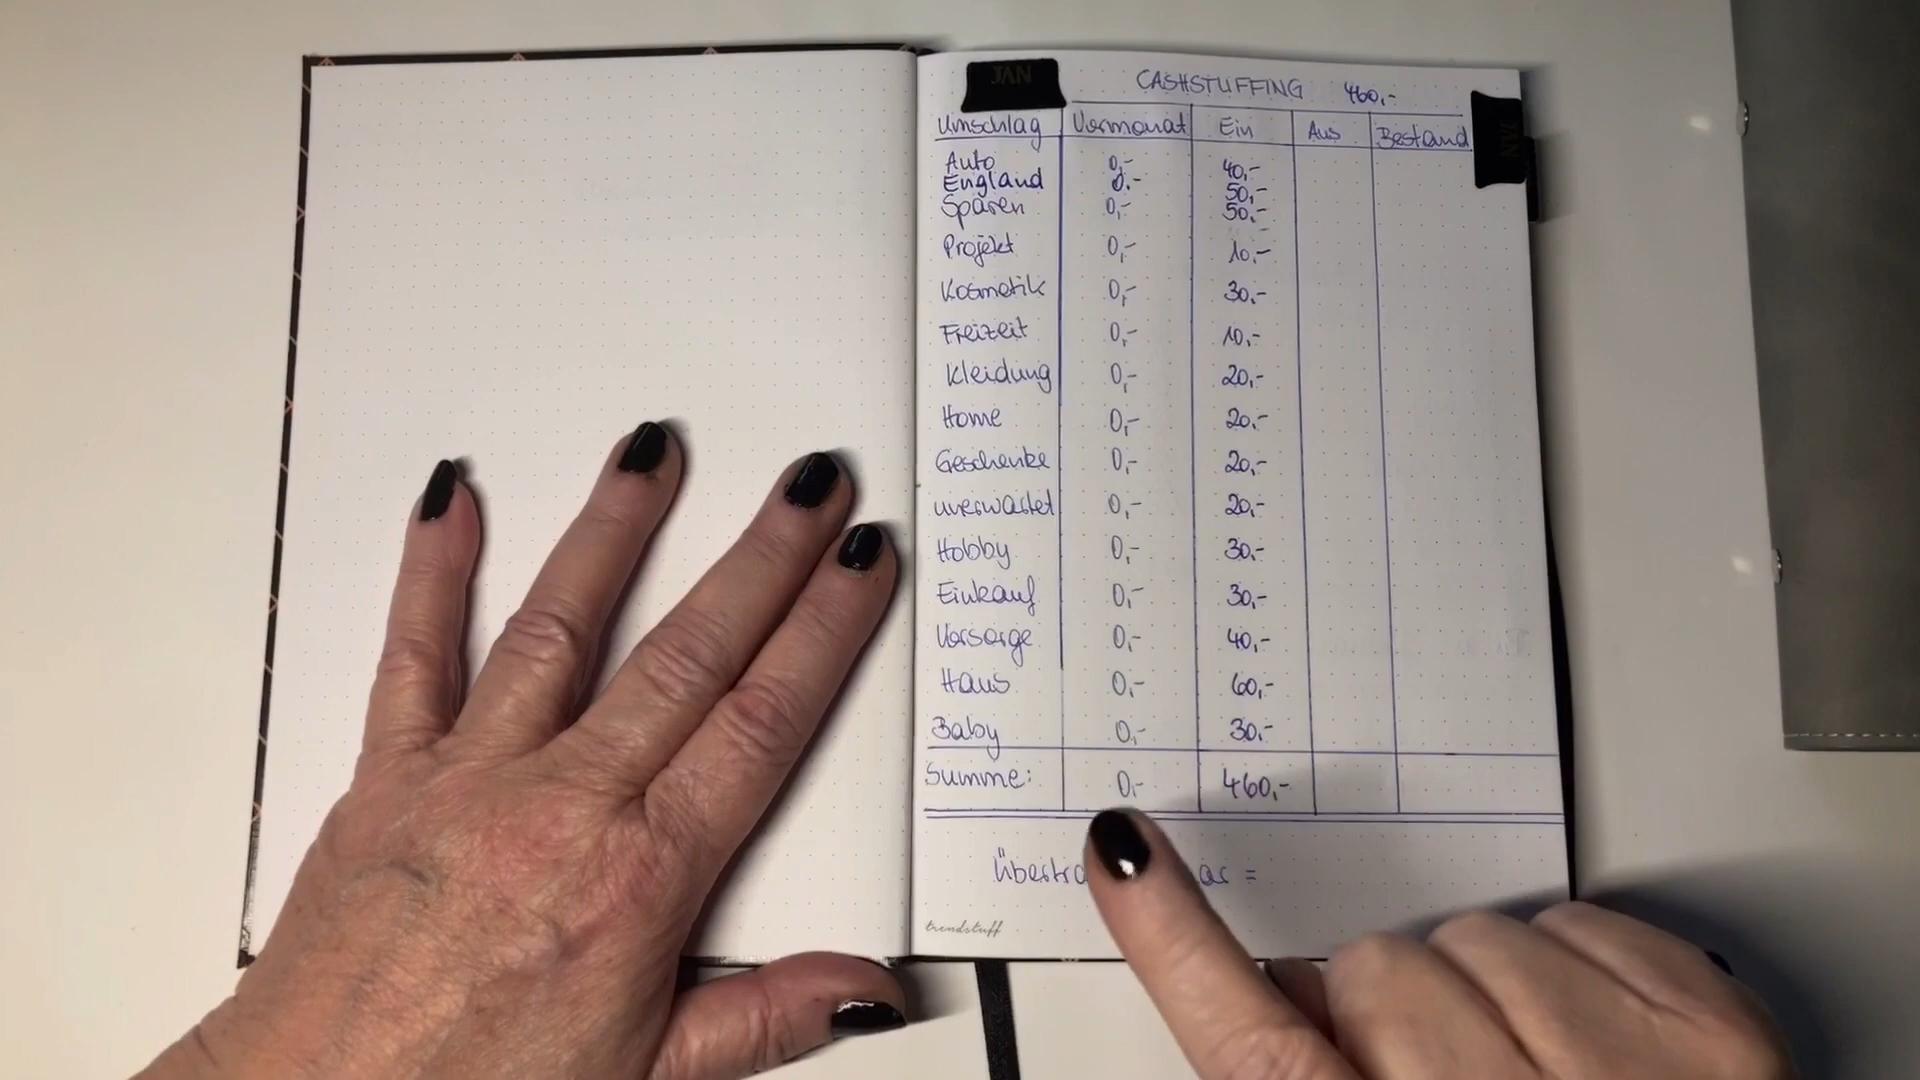 JAN
CASHSTUFFING 460,-
Umschlag Vormonat Ein Aus Bestand
Auto 0,- 40,-
England 0,- 50,-
Sparen 0,- 50,-
Projekt 0,- 10,-
Kosmetik 0,- 30,-
Freizeit 0,- 10,-
Kleidung 0,- 20,-
Home 0,- 20,-
Geschenke 0,- 20,-
unerwartet 0,- 20,-
Hobby 0,- 30,-
Einkauf 0,- 30,-
Vorsorge 0,- 40,-
Haus 0,- 60,-
Baby 0,- 30,-
Summe: 0,- 460,-
=
trendstuff
JAN